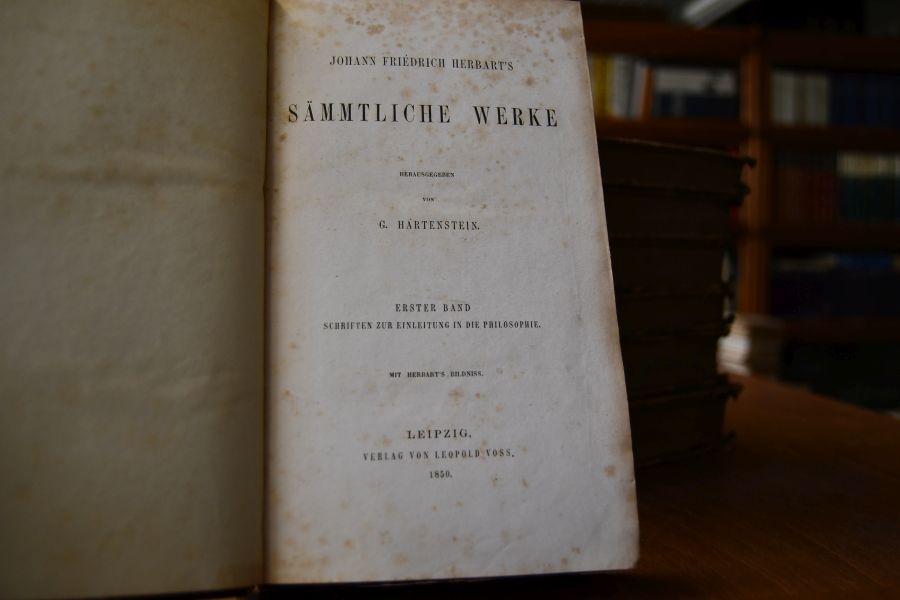 JOHANN FRIEDRICH HERBART'S
SÄMMTLICHE WERKE
HERAUSGEGEBEN
VON
G. HARTENSTEIN.
ERSTER BAND
SCHRIFTEN ZUR EINLEITUNG IN DIE PHILOSOPHIE.
MIT HERBART'S BILDNISS.
LEIPZIG,
VERLAG VON LEOPOLD VOSS.
1850.